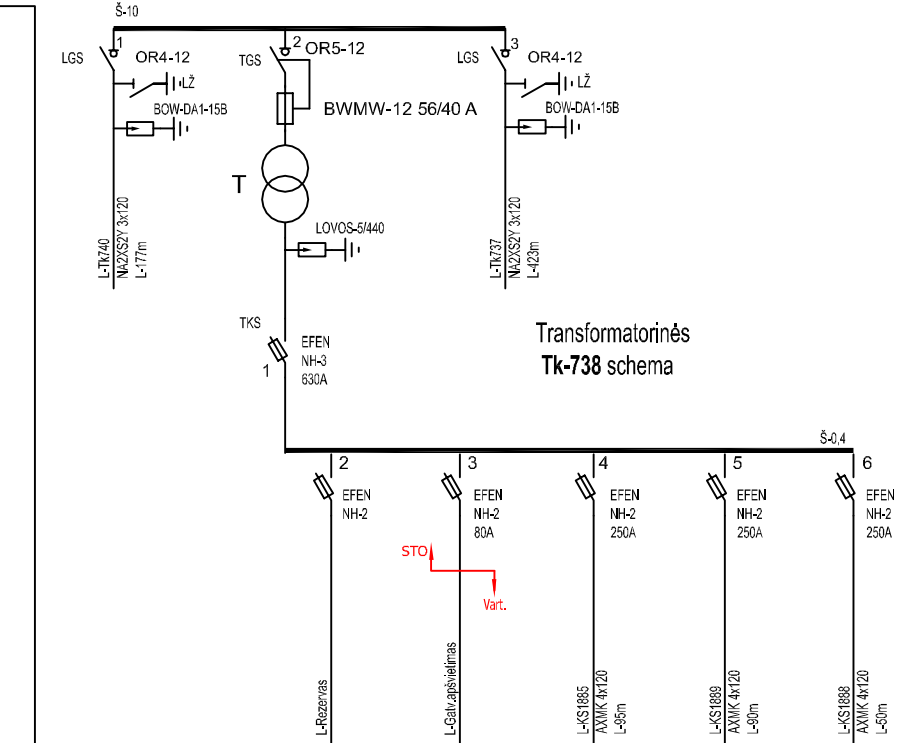 Š-10
1
LGS
OR4-12
LŽ
BOW-DA1-15B
L-Tk740
NA2XS2Y 3x120
L-177m
2
OR5-12
TGS
BWMW-12 56/40 A
T
LOVOS-5/440
3
LGS
OR4-12
LŽ
BOW-DA1-15B
L-Tk737
NA2XS2Y 3x120
L-423m
TKS
1
EFEN
NH-3
630A
Transformatorinės
Tk-738 schema
Š-0,4
2
EFEN
NH-2
L-Rezervas
3
EFEN
NH-2
80A
STO
Vart.
L-Gatv.apšvietimas
4
EFEN
NH-2
250A
L-KS1885
AXMK 4x120
L-95m
5
EFEN
NH-2
250A
L-KS1889
AXMK 4x120
L-90m
6
EFEN
NH-2
250A
L-KS1888
AXMK 4x120
L-50m